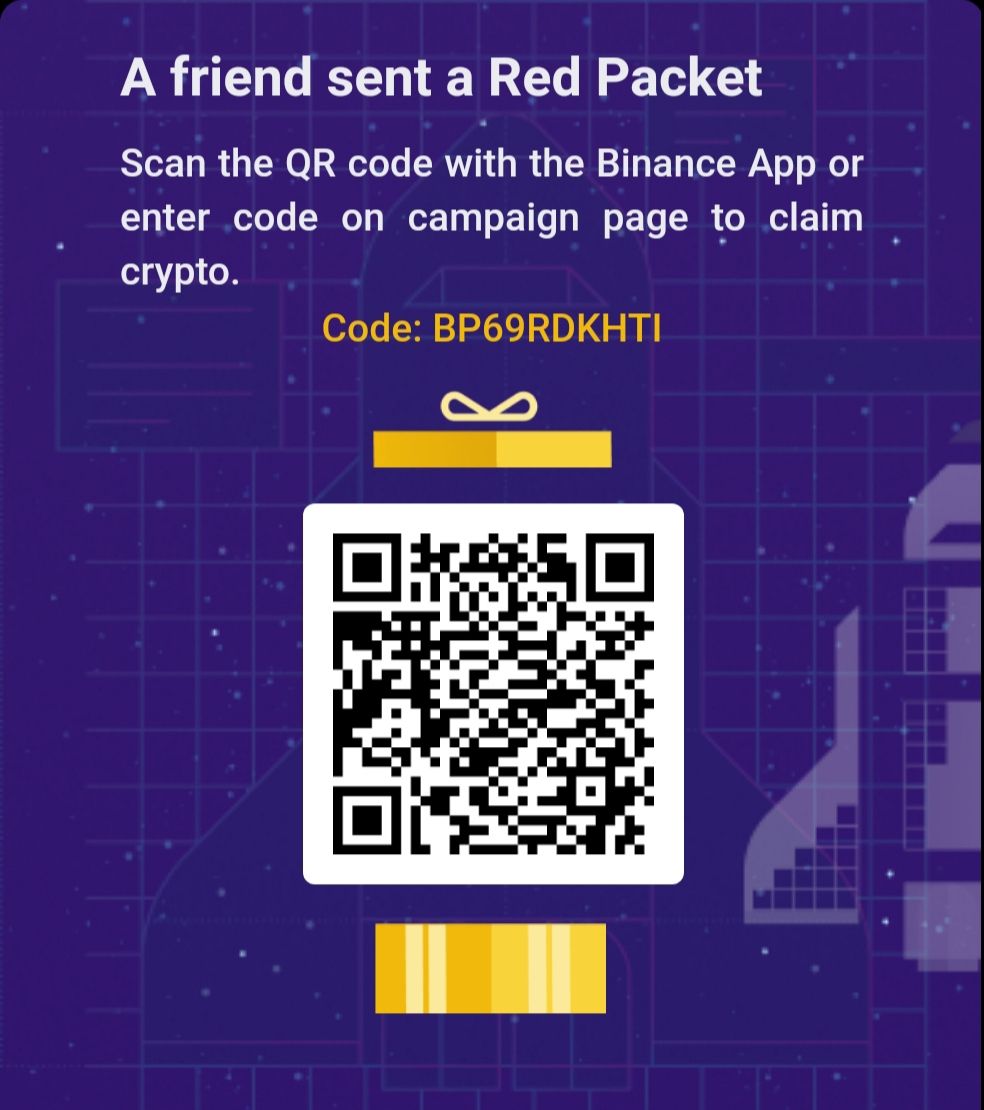 A friend sent a Red Packet
Scan the QR code with the Binance App or
enter code on campaign page to claim
crypto.
Code: BP69RDKHTI